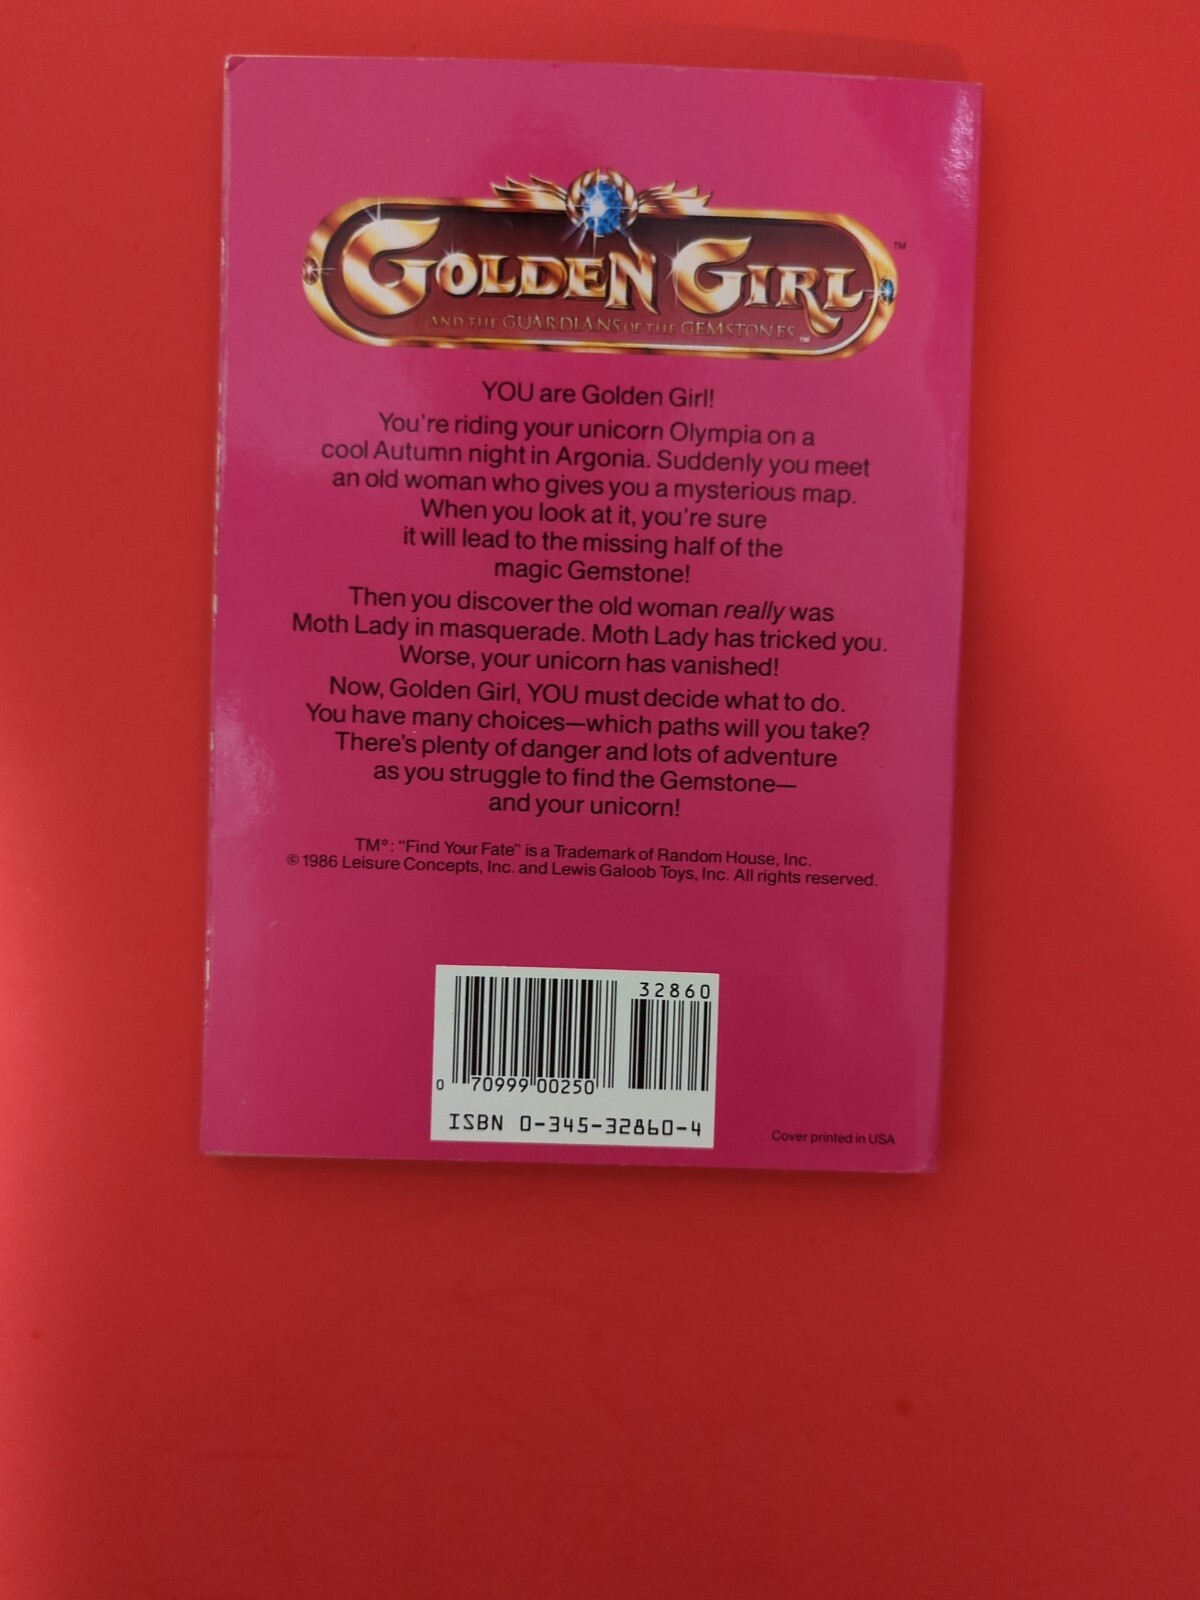 GOLDEN GIRL™
AND THE GUARDIANS OF THE GEMSTONES™
YOU are Golden Girl!
You're riding your unicorn Olympia on a
cool Autumn night in Argonia. Suddenly you meet
an old woman who gives you a mysterious map.
When you look at it, you're sure
it will lead to the missing half of the
magic Gemstone!
Then you discover the old woman really was
Moth Lady in masquerade. Moth Lady has tricked you.
Worse, your unicorn has vanished!
Now, Golden Girl, YOU must decide what to do.
You have many choices—which paths will you take?
There's plenty of danger and lots of adventure
as you struggle to find the Gemstone—
and your unicorn!
TM*: "Find Your Fate" is a Trademark of Random House, Inc.
© 1986 Leisure Concepts, Inc. and Lewis Galoob Toys, Inc. All rights reserved.
32860
0 70999 00250
ISBN 0-345-32860-4
Cover printed in USA